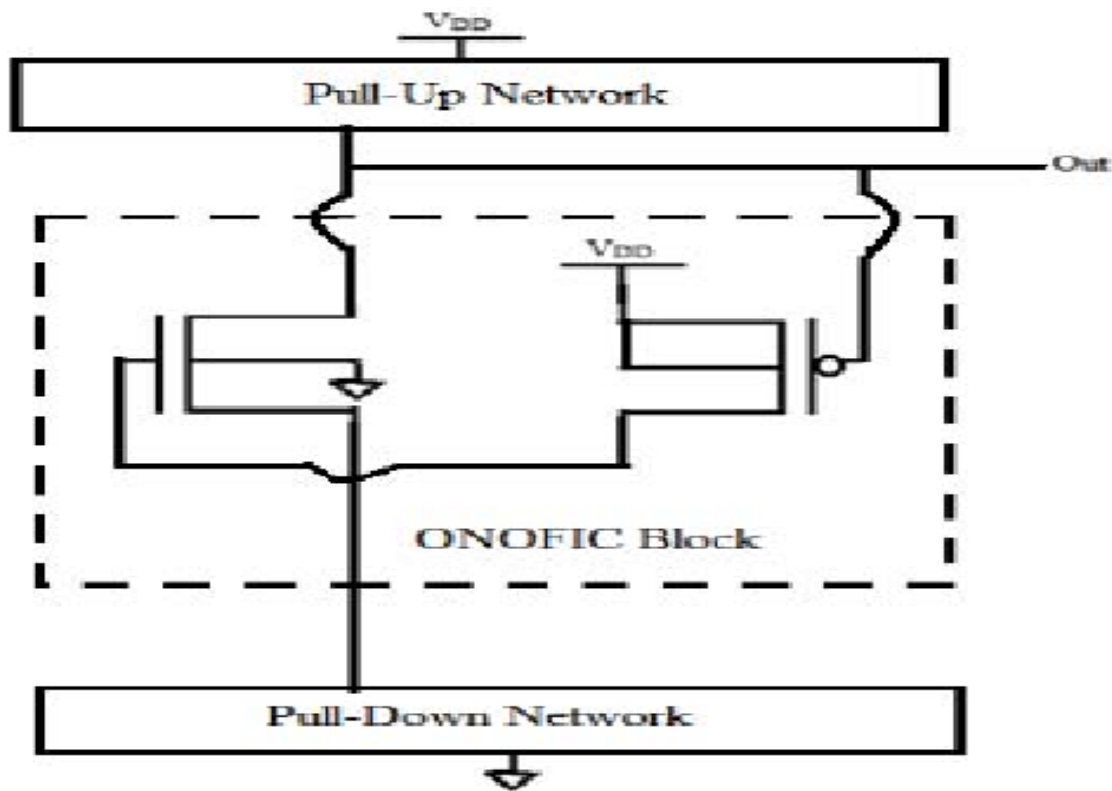 VDD
Pull-Up Network
Out
VDD
ONOFIC Block
Pull-Down Network